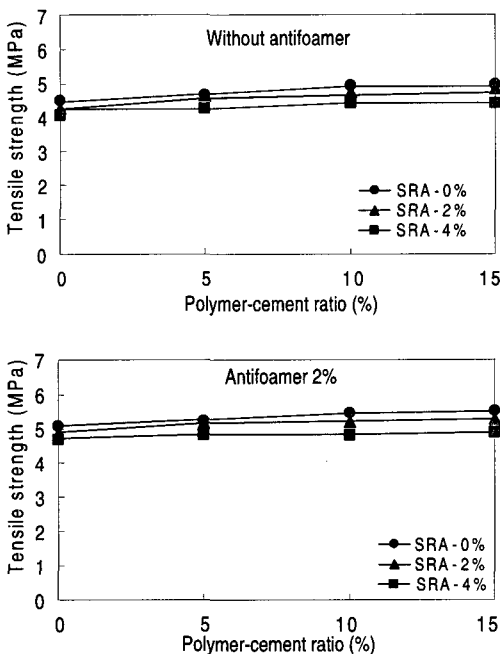 7
Without antifoamer
6
5
4
3
2
1
0
Tensile strength (MPa)
SRA-0%
SRA-2%
SRA-4%
0 5 10 15
Polymer-cement ratio (%)
7
Antifoamer 2%
6
5
4
3
2
1
0
Tensile strength (MPa)
SRA-0%
SRA-2%
SRA-4%
0 5 10 15
Polymer-cement ratio (%)